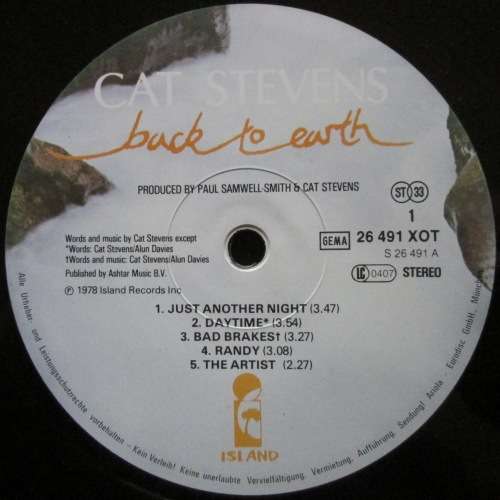 CAT STEVENS
back to earth
PRODUCED BY PAUL SAMWELL-SMITH & CAT STEVENS
ST 33
1
Words and music by Cat Stevens except
*Words: Cat Stevens/Alun Davies
†Words and music: Cat Stevens/Alun Davies
Published by Ashtar Music B.V.
℗ 1978 Island Records Inc
GEMA 26 491 XOT
S 26 491 A
LC 0407 STEREO
1. JUST ANOTHER NIGHT (3.47)
2. DAYTIME* (3.54)
3. BAD BRAKES† (3.27)
4. RANDY (3.08)
5. THE ARTIST (2.27)
ISLAND
Alle Urheber- und Leistungsschutzrechte vorbehalten – Kein Verleih! Keine unerlaubte Vervielfältigung, Vermietung, Aufführung, Sendung! Ariola - Eurodisc GmbH.,